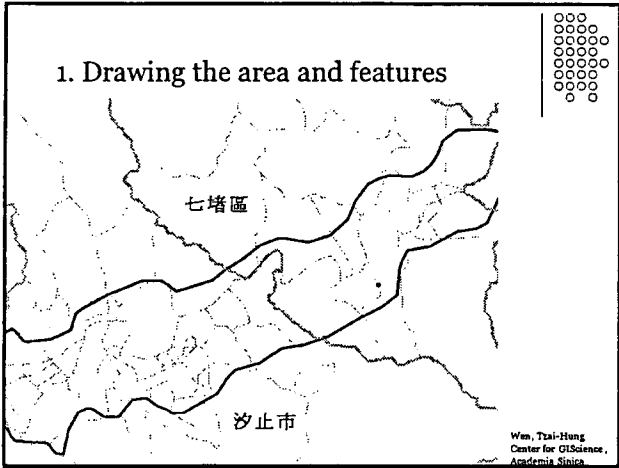 1. Drawing the area and features
七堵區
汐止市
Wen, Tzai-Hung
Center for GIScience,
Academia Sinica